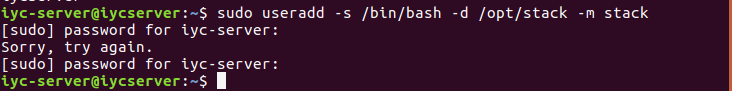 iyc-server@iycserver:~$ sudo useradd -s /bin/bash -d /opt/stack -m stack
[sudo] password for iyc-server:
Sorry, try again.
[sudo] password for iyc-server:
iyc-server@iycserver:~$